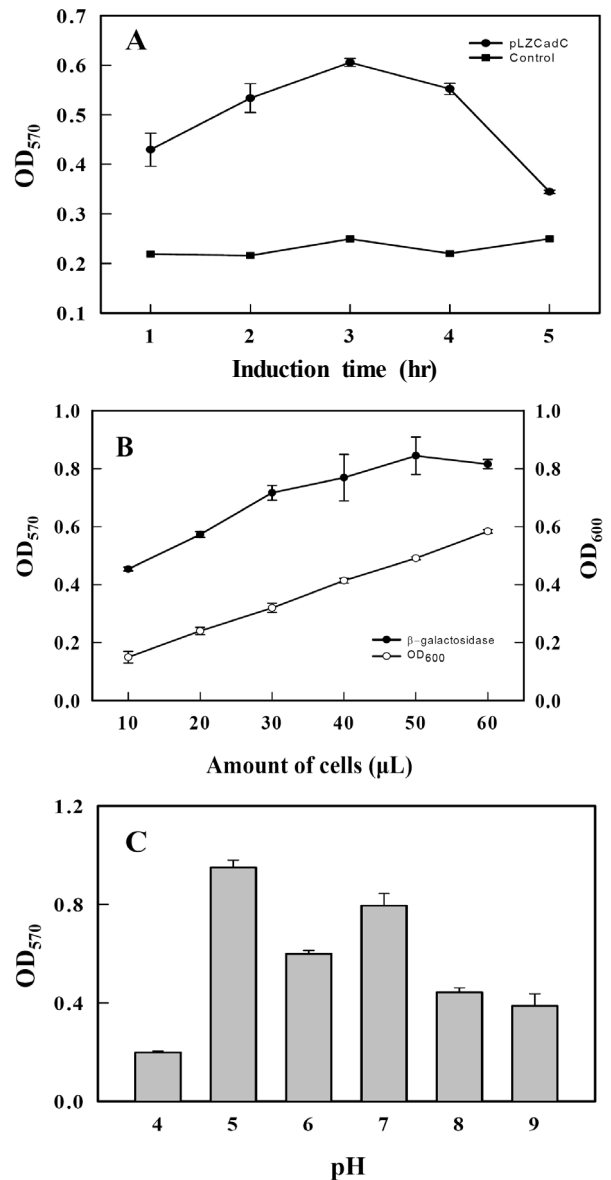 A
pLZCadC
Control
0.7
0.6
0.5
0.4
0.3
0.2
0.1
OD570
1 2 3 4 5
Induction time (hr)
B
1.0
0.8
0.6
0.4
0.2
0.0
OD570
1.0
0.8
0.6
0.4
0.2
0.0
OD600
β-galactosidase
OD600
10 20 30 40 50 60
Amount of cells (µL)
C
1.2
0.8
0.4
0.0
OD570
4 5 6 7 8 9
pH